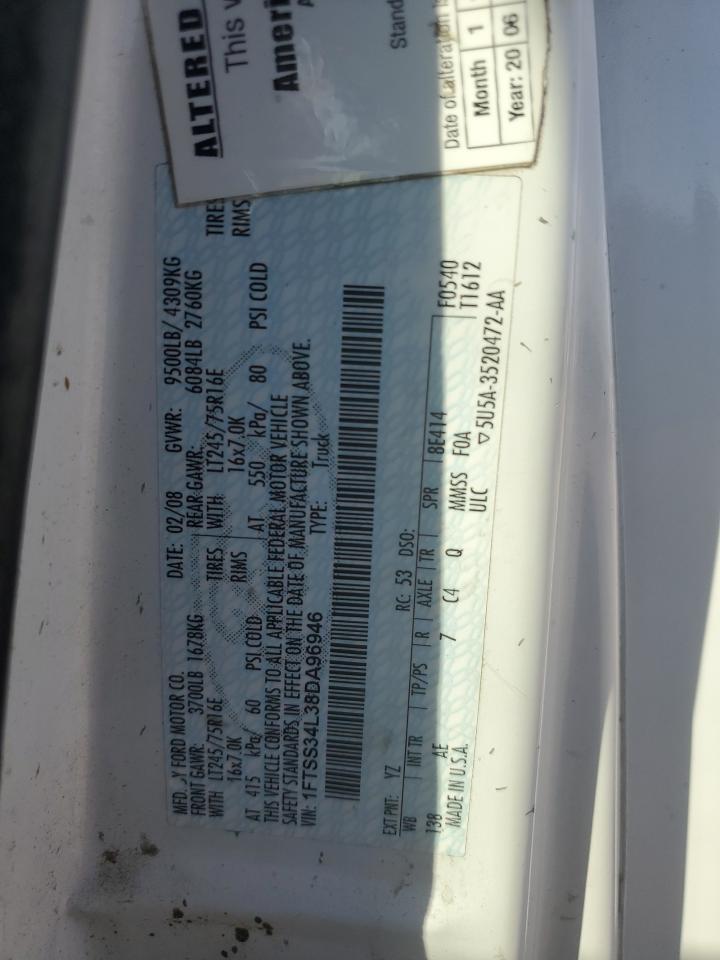 ALTERED
This v
Ameri
A
Stand
Date of alteration
Month 1
Year: 20 06
MFD. Y FORD MOTOR CO.
DATE: 02/08 GVWR: 9500LB/ 4309KG
FRONT GAWR: 3700LB 1678KG REAR GAWR: 6084LB 2760KG
WITH LT245/75R16E TIRES WITH LT245/75R16E TIRES
16x7.0K RIMS 16x7.0K RIMS
AT 415 kPa/ 60 PSI COLD AT 550 kPa/ 80 PSI COLD
THIS VEHICLE CONFORMS TO ALL APPLICABLE FEDERAL MOTOR VEHICLE
SAFETY STANDARDS IN EFFECT ON THE DATE OF MANUFACTURE SHOWN ABOVE.
VIN: 1FTSS34L38DA96946 TYPE: Truck
EXT PNT: YZ RC: 53 DSO: F0540
WB INT TR TP/PS R AXLE TR SPR 8E414 T1612
138 AE 7 C4 Q MMSS F0A
MADE IN U.S.A. ULC ▽5U5A-3520472-AA